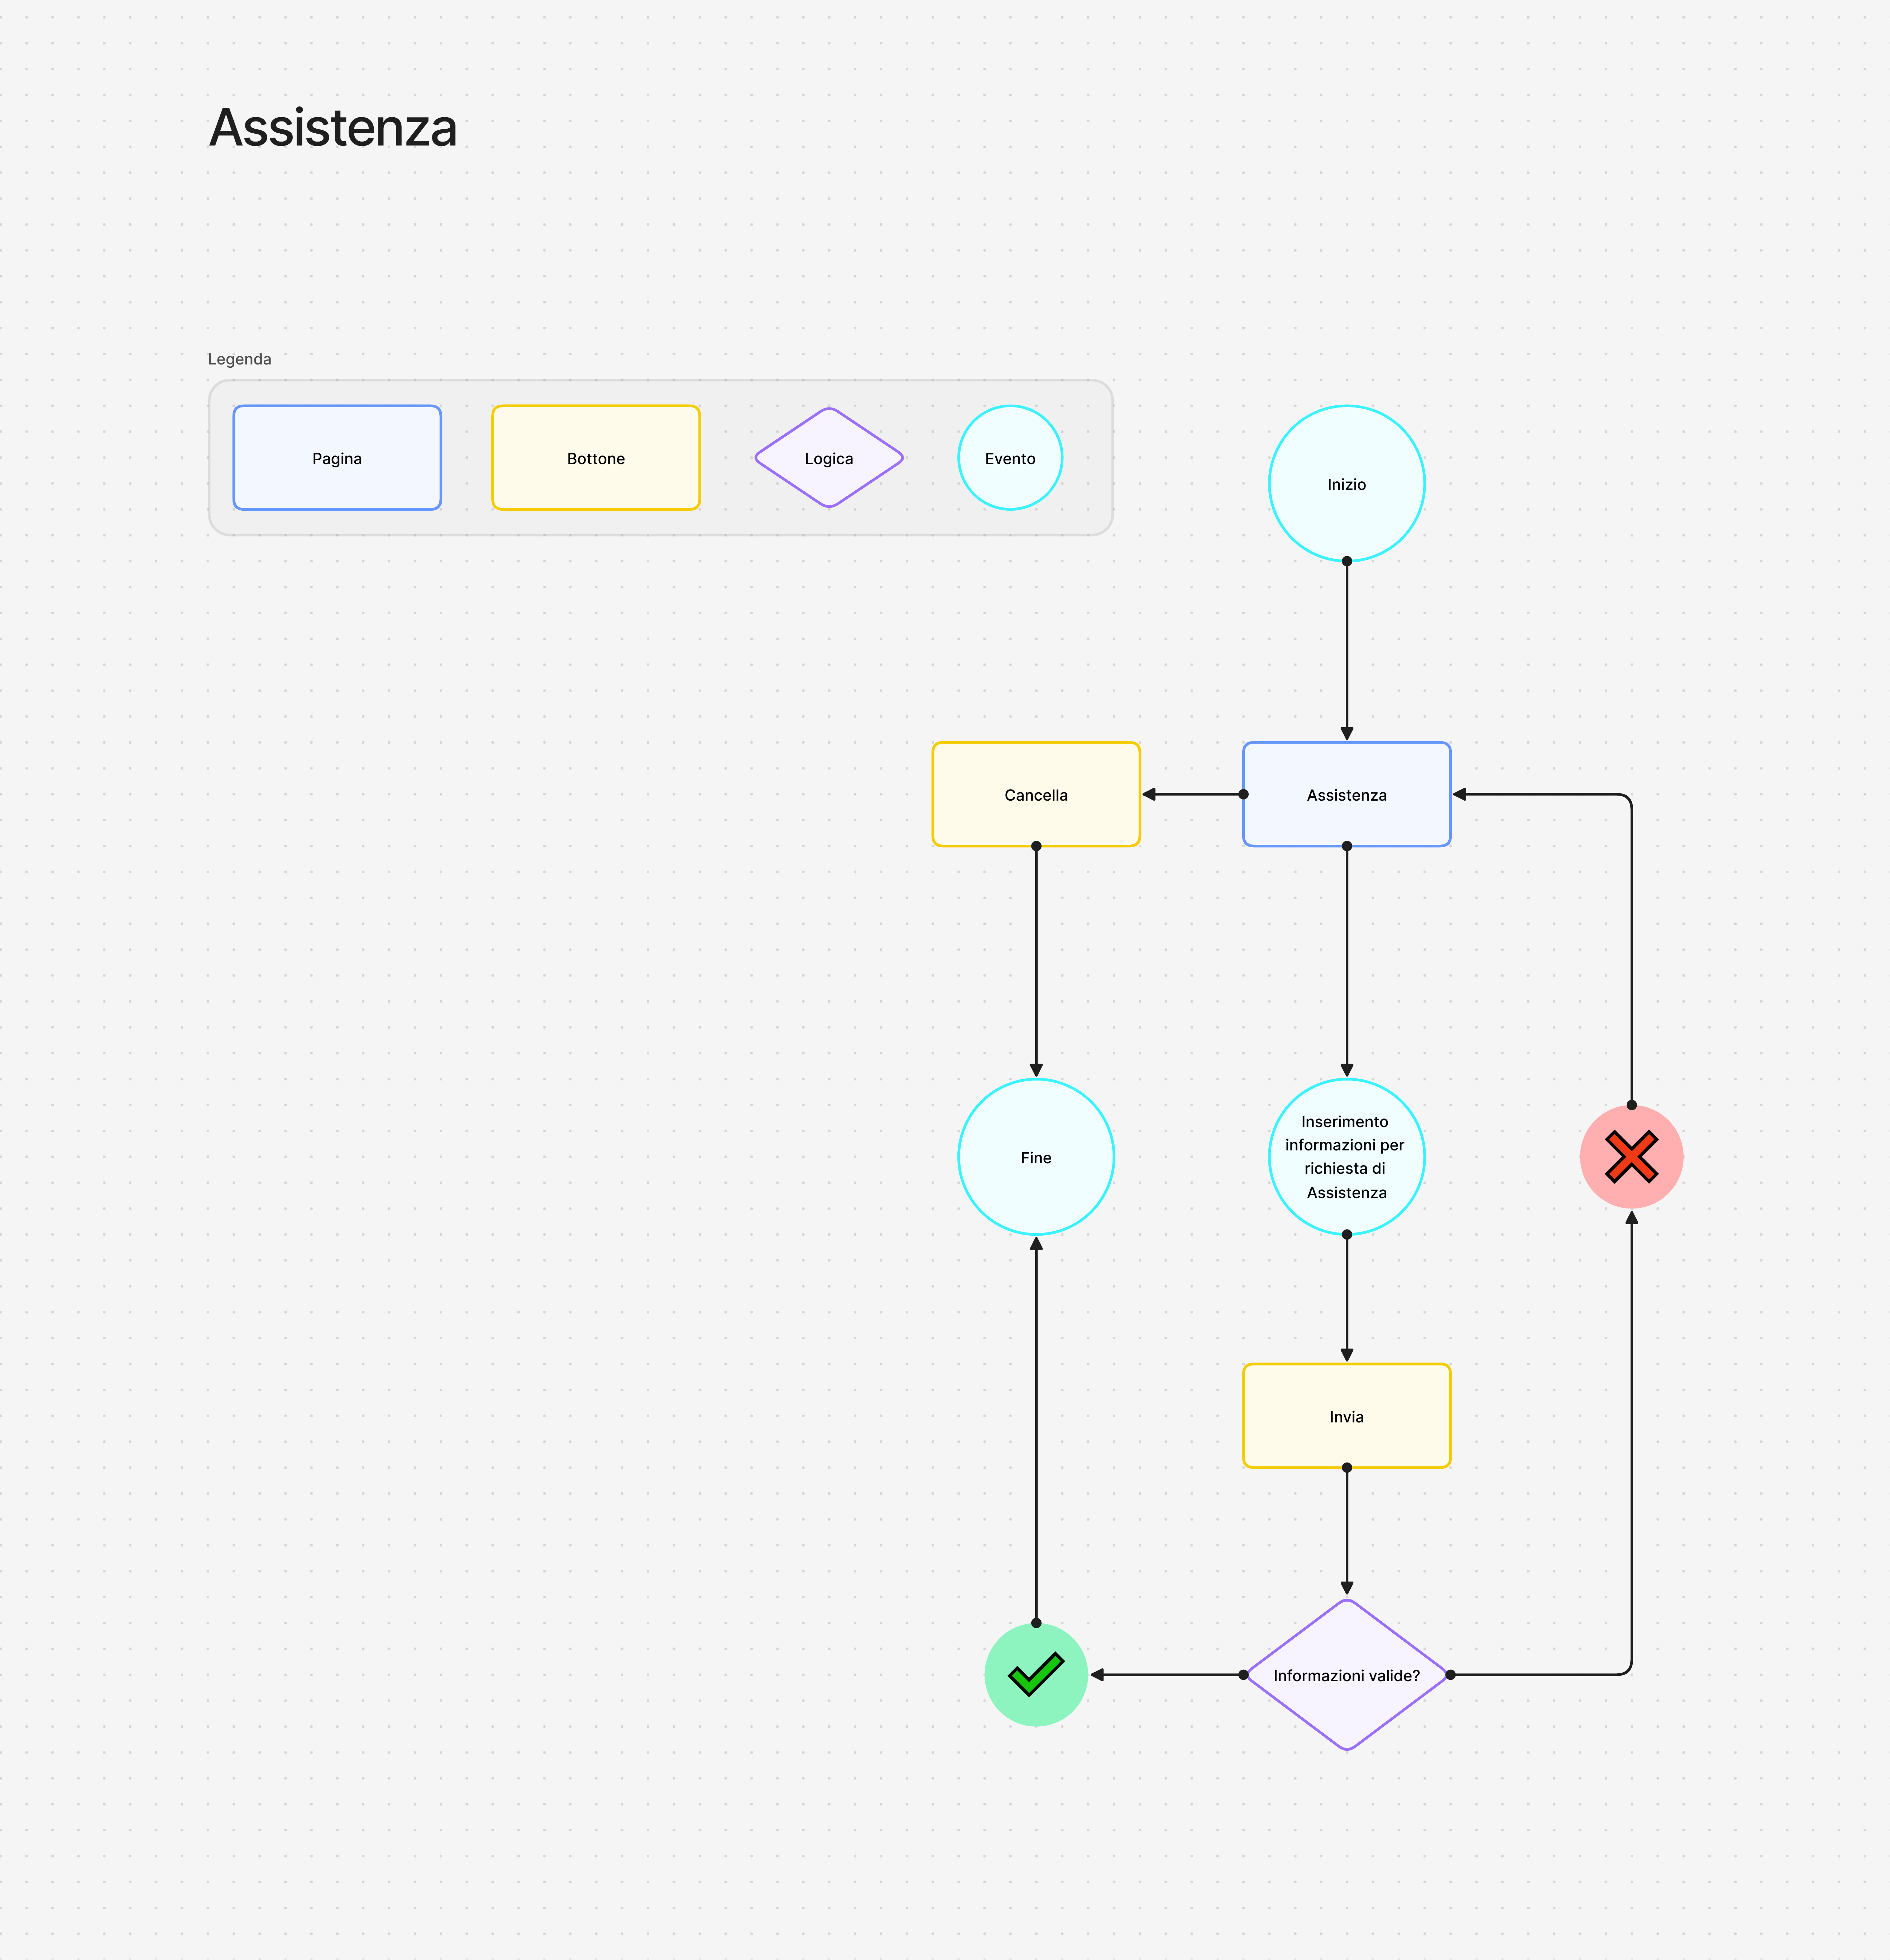 Assistenza
Legenda
Pagina
Bottone
Logica
Evento
Inizio
Cancella
Assistenza
Fine
Inserimento
informazioni per
richiesta di
Assistenza
Invia
Informazioni valide?